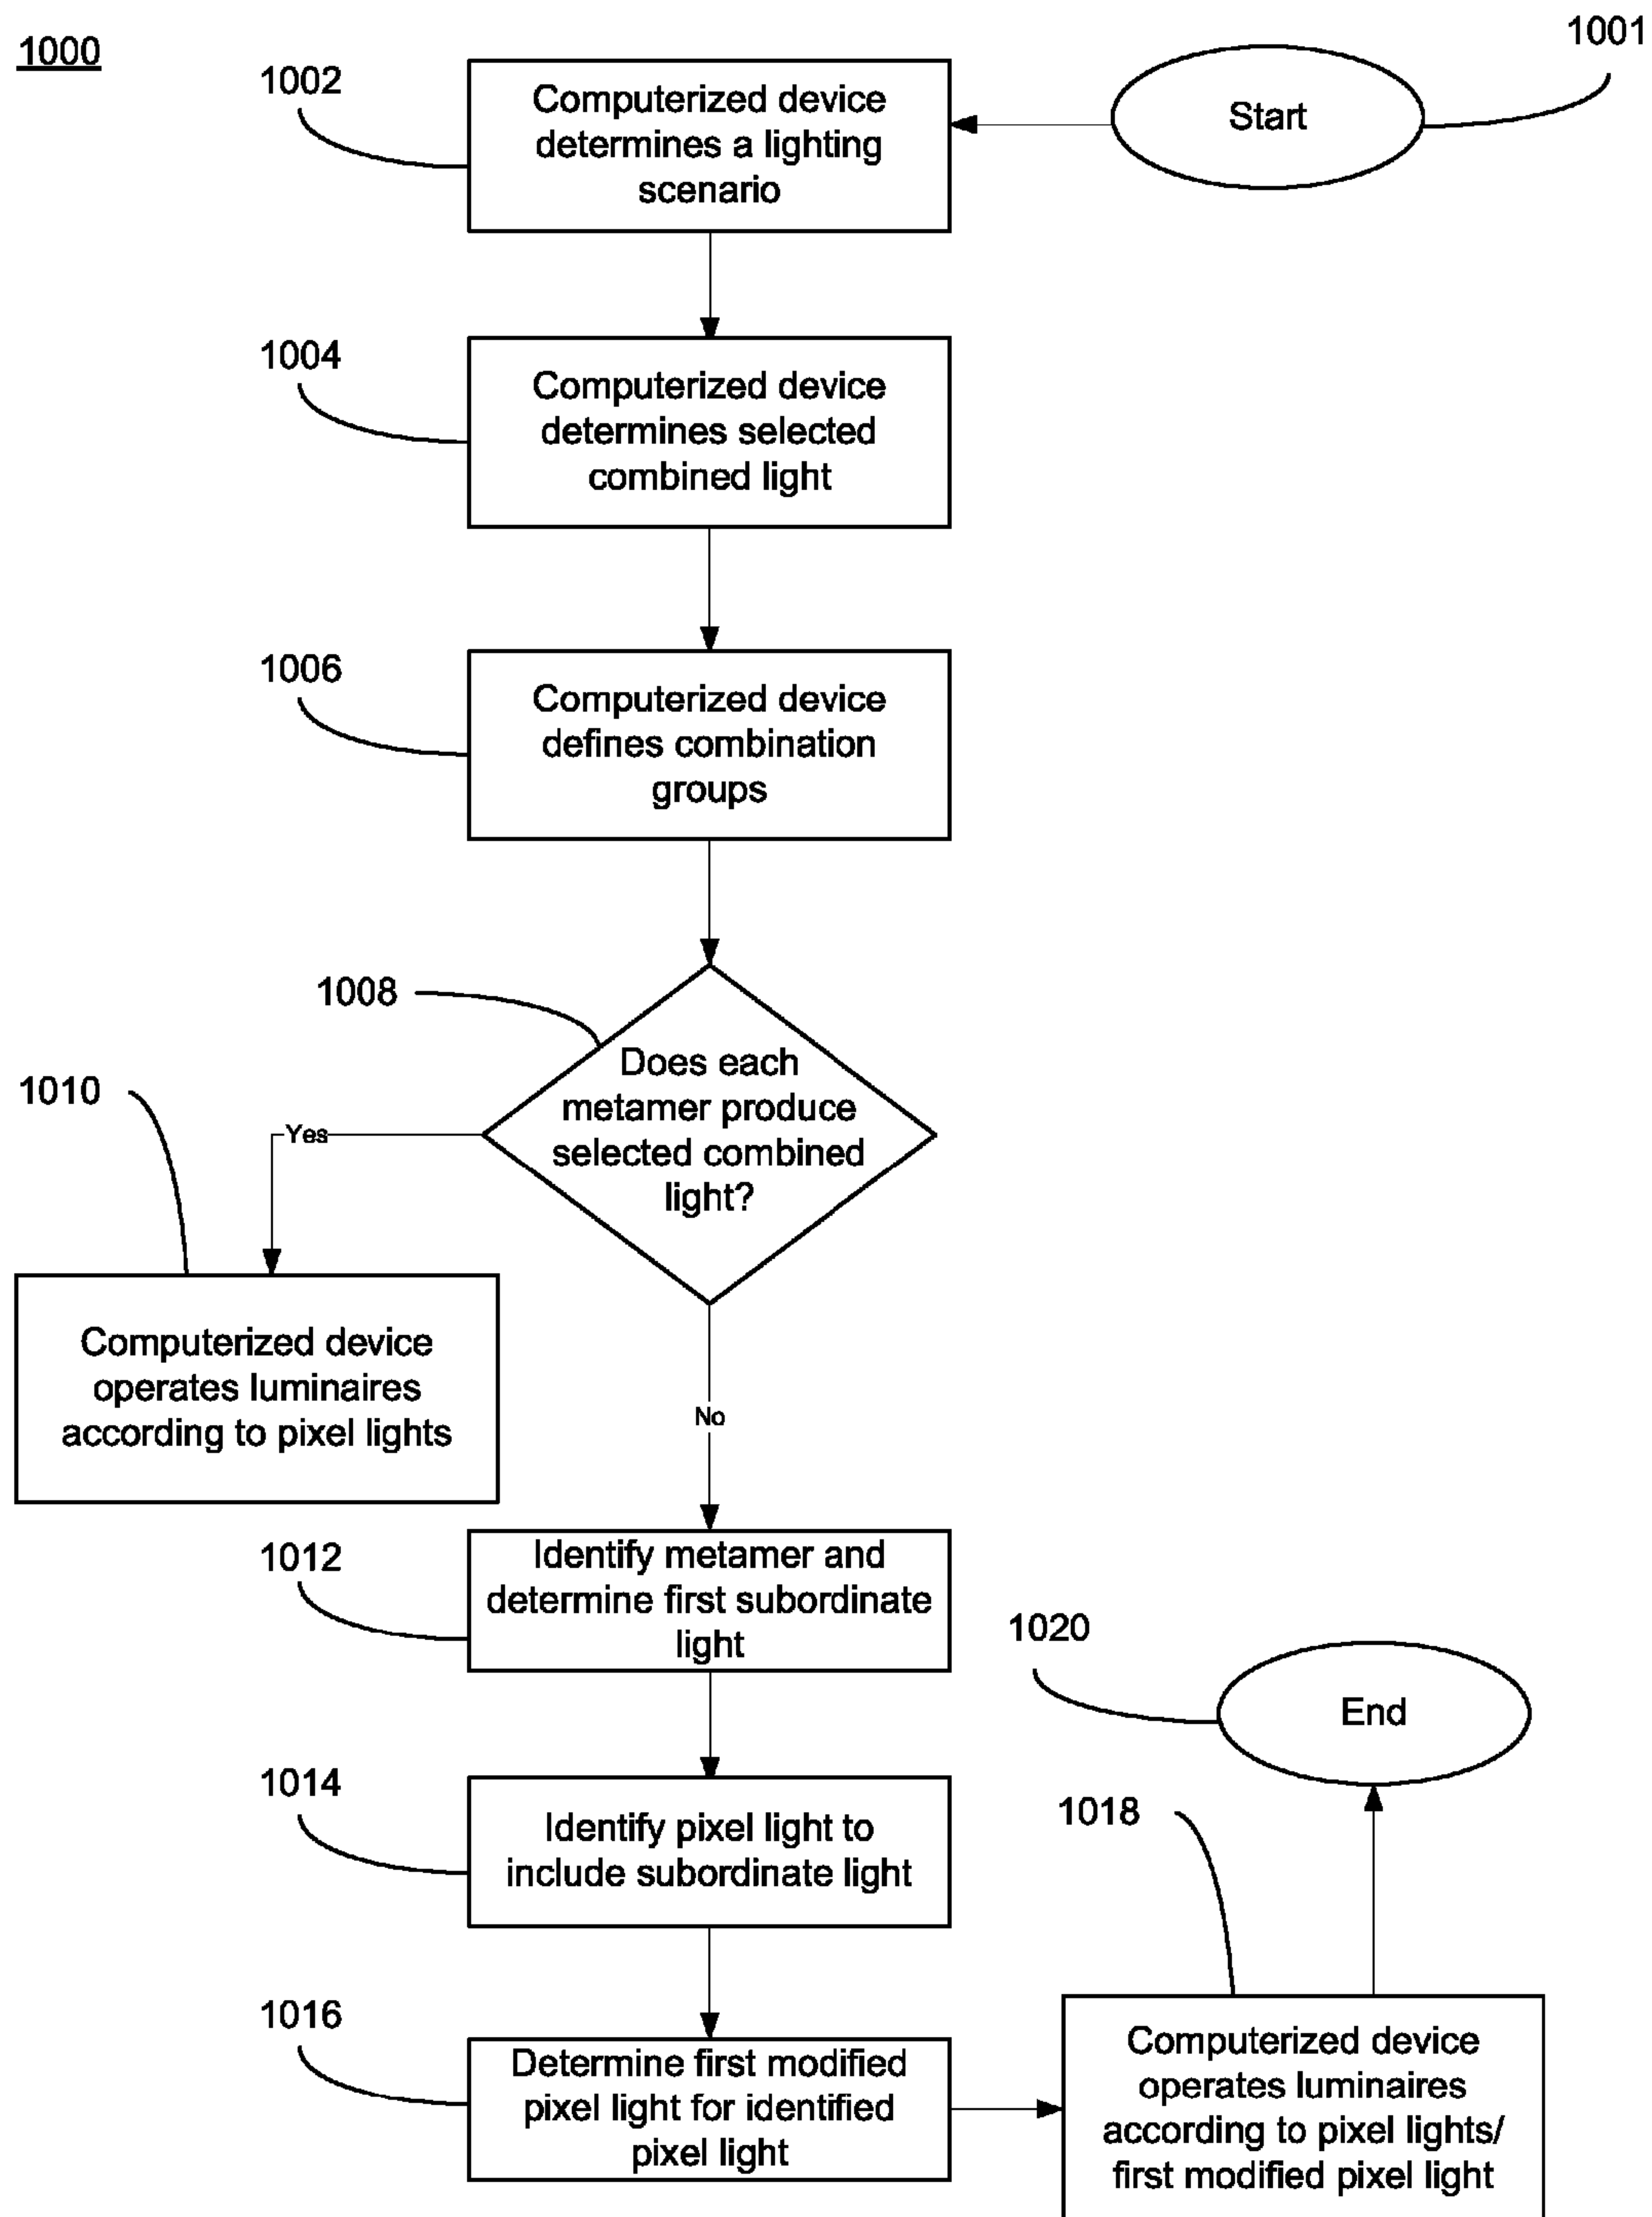 1000
1001
Start
1002
Computerized device
determines a lighting
scenario
1004
Computerized device
determines selected
combined light
1006
Computerized device
defines combination
groups
1008
Does each
metamer produce
selected combined
light?
Yes
1010
Computerized device
operates luminaires
according to pixel lights
No
1012
Identify metamer and
determine first subordinate
light
1014
Identify pixel light to
include subordinate light
1016
Determine first modified
pixel light for identified
pixel light
1018
Computerized device
operates luminaires
according to pixel lights/
first modified pixel light
1020
End